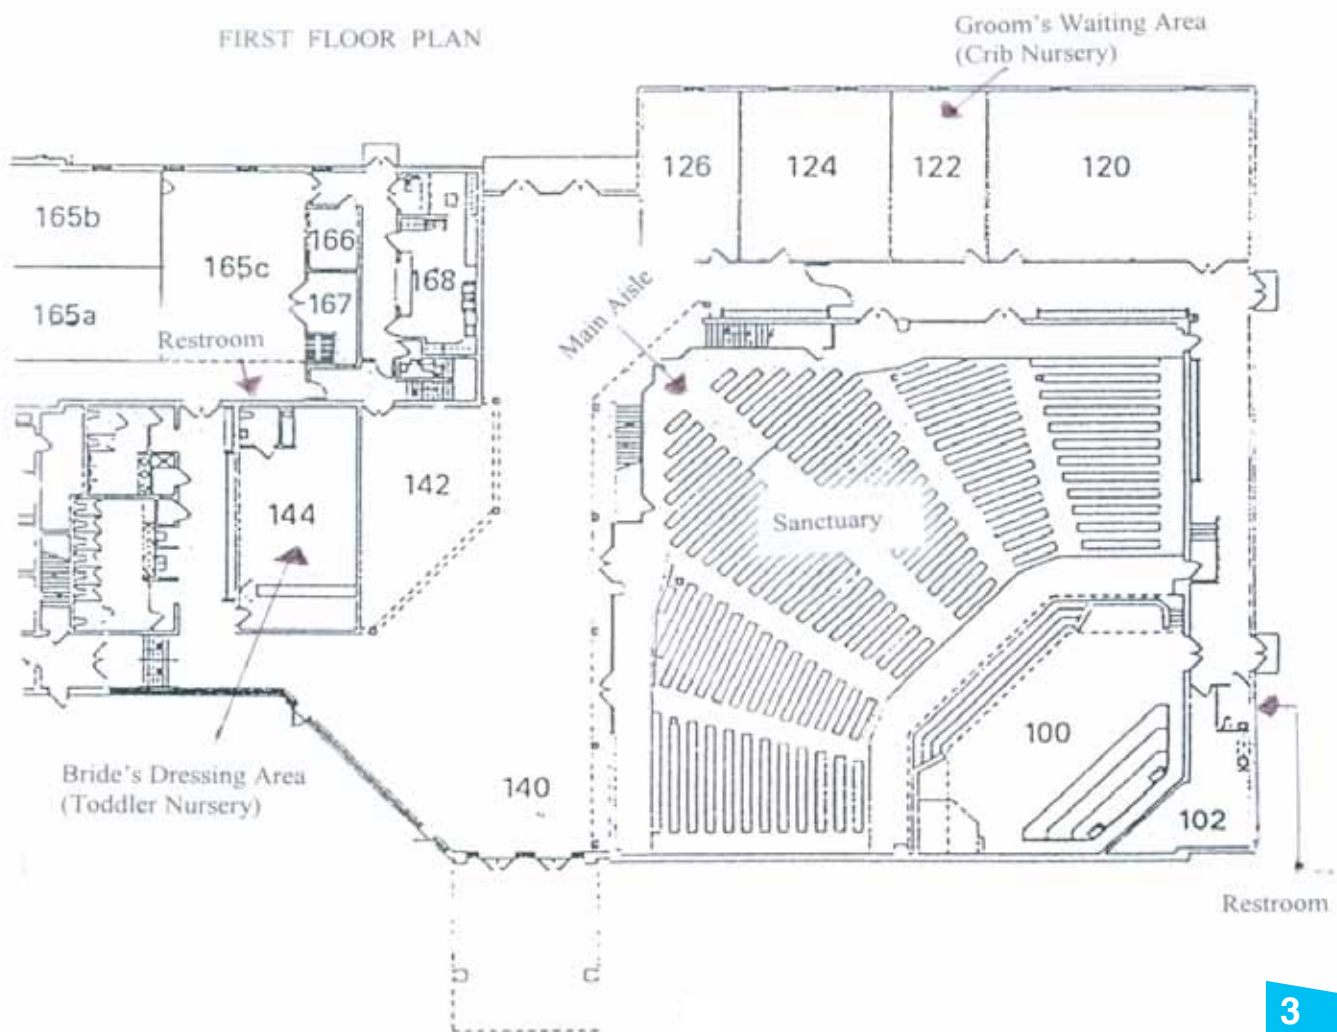 FIRST FLOOR PLAN
Groom's Waiting Area
(Crib Nursery)
126
124
122
120
165b
166
165c
168
167
165a
Restroom
Main Aisle
142
144
Sanctuary
100
Bride's Dressing Area
(Toddler Nursery)
140
102
Restroom
3